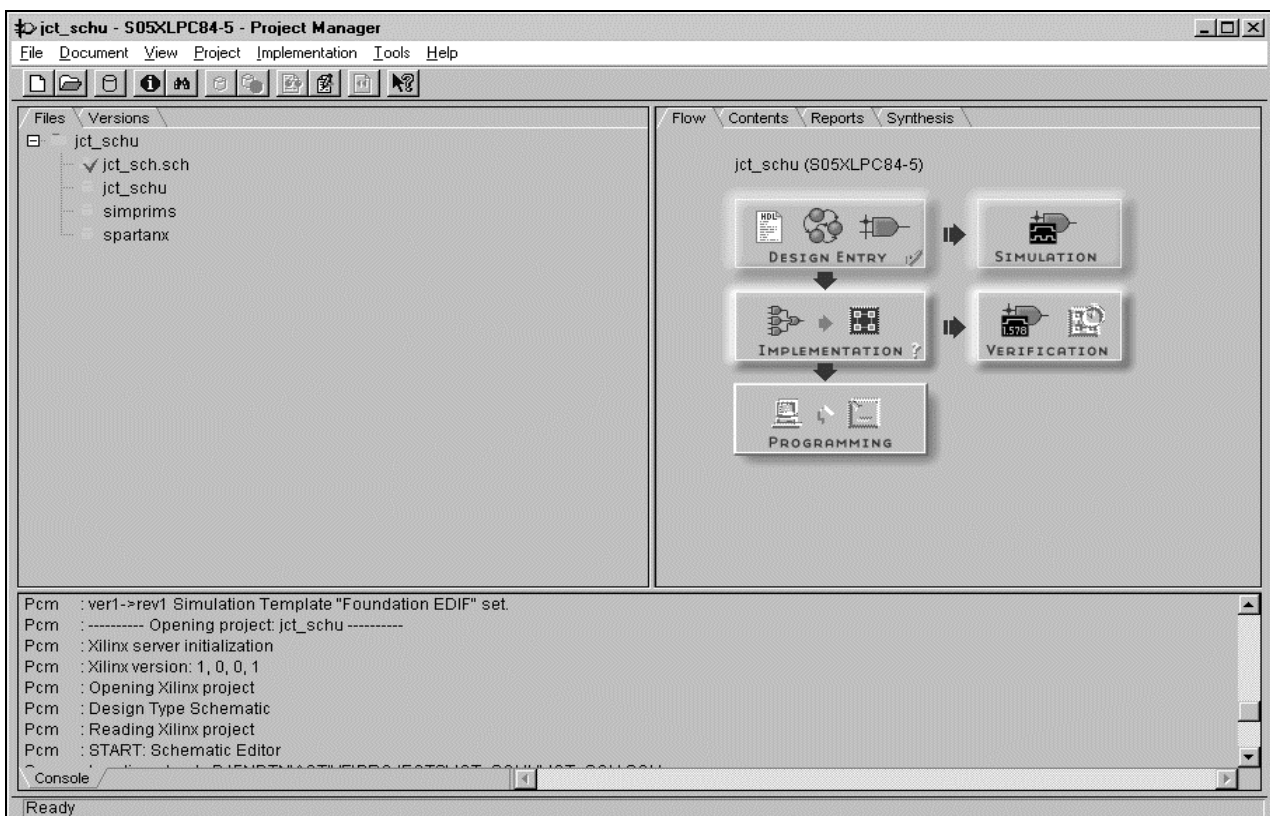 jct_schu - S05XLPC84-5 - Project Manager
File Document View Project Implementation Tools Help
Files Versions
jct_schu
jct_sch.sch
jct_schu
simprims
spartanx
Flow Contents Reports Synthesis
jct_schu (S05XLPC84-5)
HDL
DESIGN ENTRY
SIMULATION
1.578
IMPLEMENTATION ?
VERIFICATION
PROGRAMMING
Pcm : ver1->rev1 Simulation Template "Foundation EDIF" set.
Pcm : ---------- Opening project: jct_schu ----------
Pcm : Xilinx server initialization
Pcm : Xilinx version: 1, 0, 0, 1
Pcm : Opening Xilinx project
Pcm : Design Type Schematic
Pcm : Reading Xilinx project
Pcm : START: Schematic Editor
Console
Ready